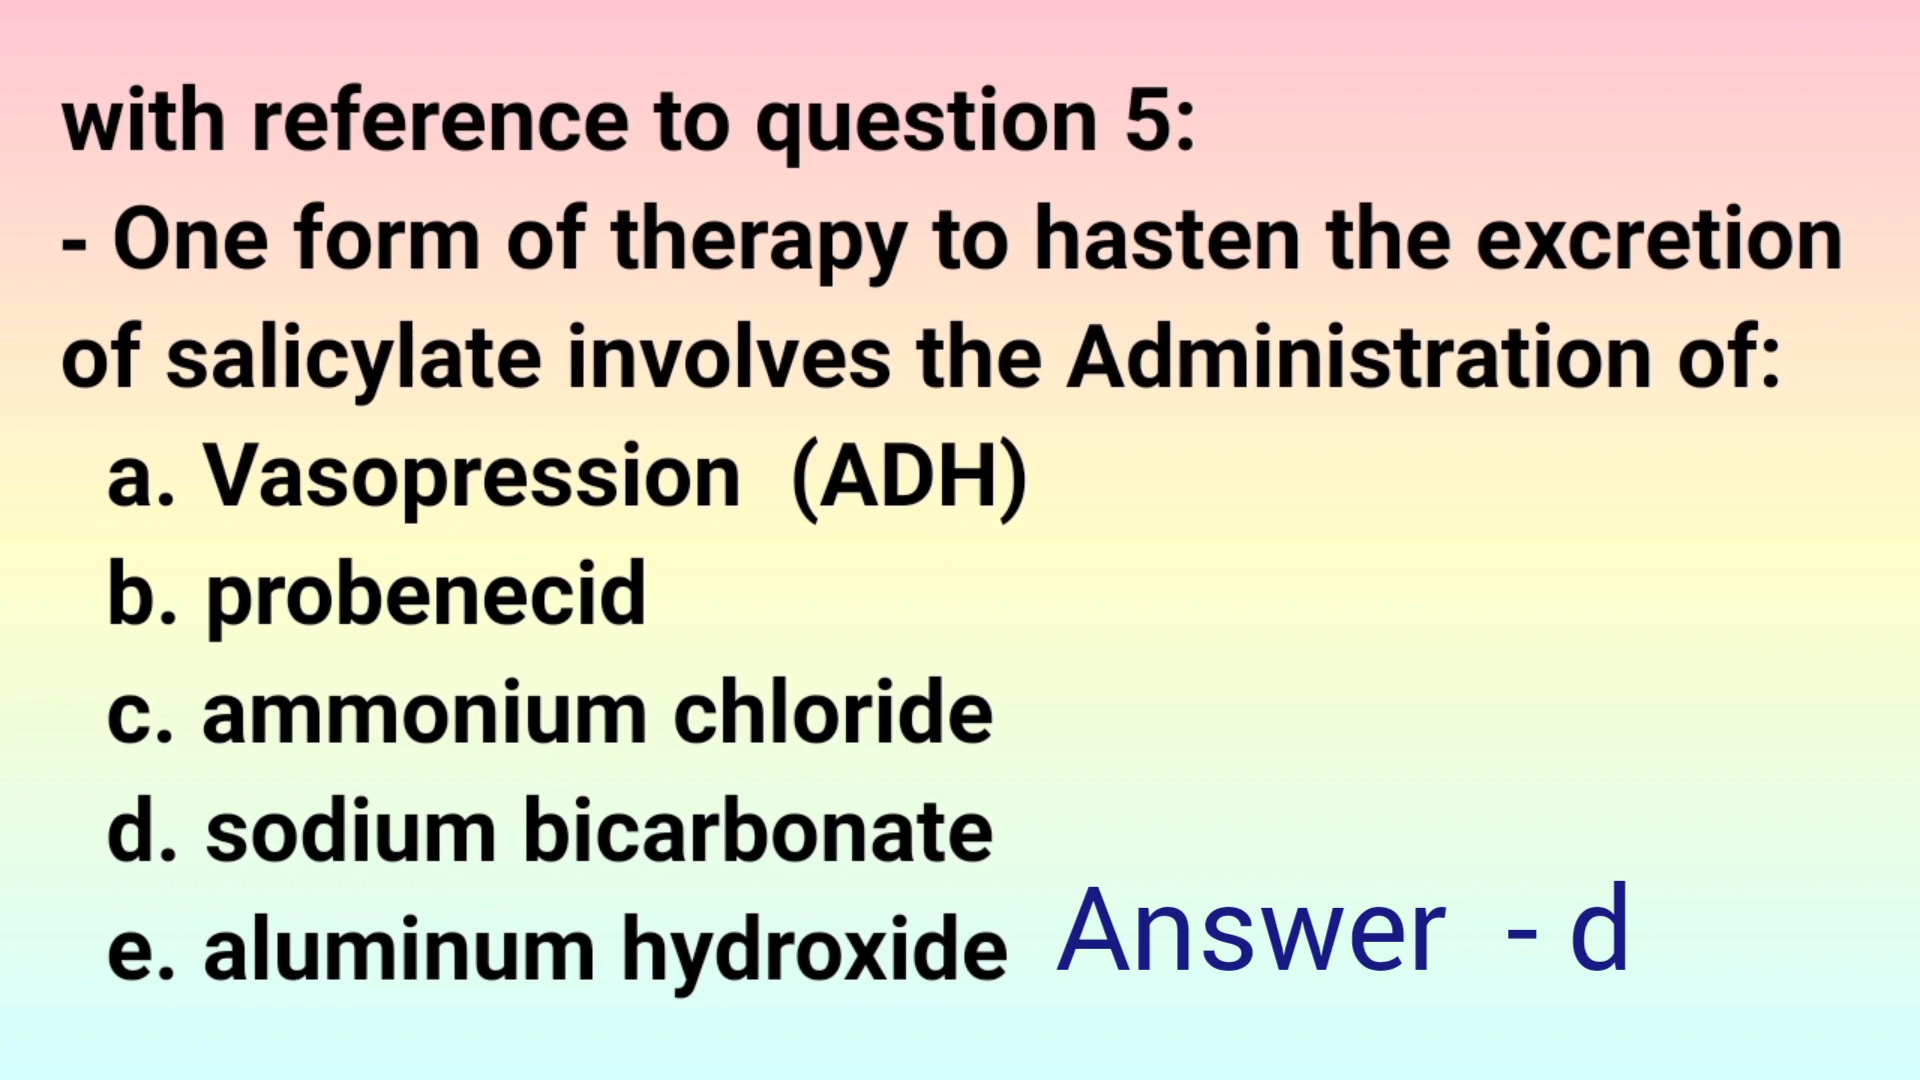 with reference to question 5:
- One form of therapy to hasten the excretion
of salicylate involves the Administration of:
a. Vasopression (ADH)
b. probenecid
c. ammonium chloride
d. sodium bicarbonate
e. aluminum hydroxide
Answer - d